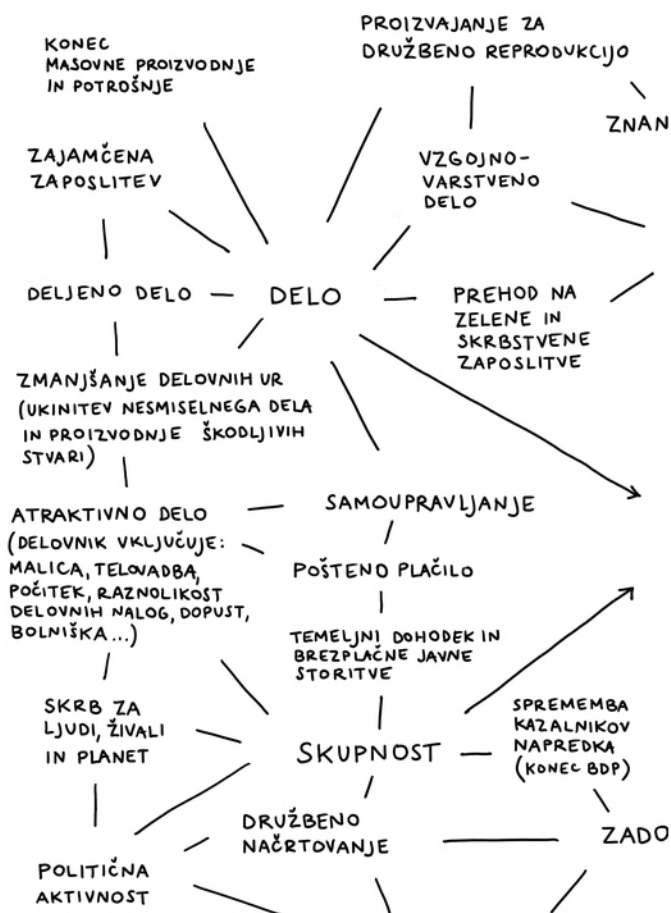 KONEC
MASOVNE PROIZVODNJE
IN POTROŠNJE
PROIZVAJANJE ZA
DRUŽBENO REPRODUKCIJO
ZNAN
ZAJAMČENA
ZAPOSLITEV
VZGOJNO-
VARSTVENO
DELO
DELJENO DELO
DELO
PREHOD NA
ZELENE IN
SKRBSTVENE
ZAPOSLITVE
ZMANJŠANJE DELOVNIH UR
(UKINITEV NESMISELNEGA DELA
IN PROIZVODNJE ŠKODLJIVIH
STVARI)
ATRAKTIVNO DELO
(DELOVNIK VKLJUČUJE:
MALICA, TELOVADBA,
POČITEK, RAZNOLIKOST
DELOVNIH NALOG, DOPUST,
BOLNIŠKA...)
SAMOUPRAVLJANJE
POŠTENO PLAČILO
TEMELJNI DOHODEK IN
BREZPLAČNE JAVNE
STORITVE
SKRB ZA
LJUDI, ŽIVALI
IN PLANET
SKUPNOST
SPREMEMBA
KAZALNIKOV
NAPREDKA
(KONEC BDP)
DRUŽBENO
NAČRTOVANJE
ZADO
POLITIČNA
AKTIVNOST